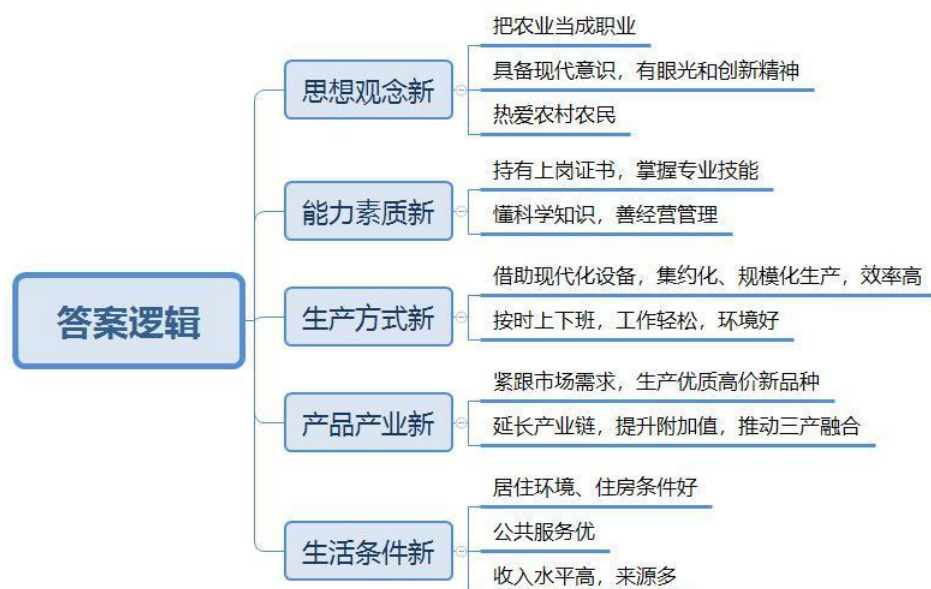 答案逻辑
思想观念新
把农业当成职业
具备现代意识，有眼光和创新精神
热爱农村农民
能力素质新
持有上岗证书，掌握专业技能
懂科学知识，善经营管理
生产方式新
借助现代化设备，集约化、规模化生产，效率高
按时上下班，工作轻松，环境好
产品产业新
紧跟市场需求，生产优质高价新品种
延长产业链，提升附加值，推动三产融合
生活条件新
居住环境、住房条件好
公共服务优
收入水平高，来源多